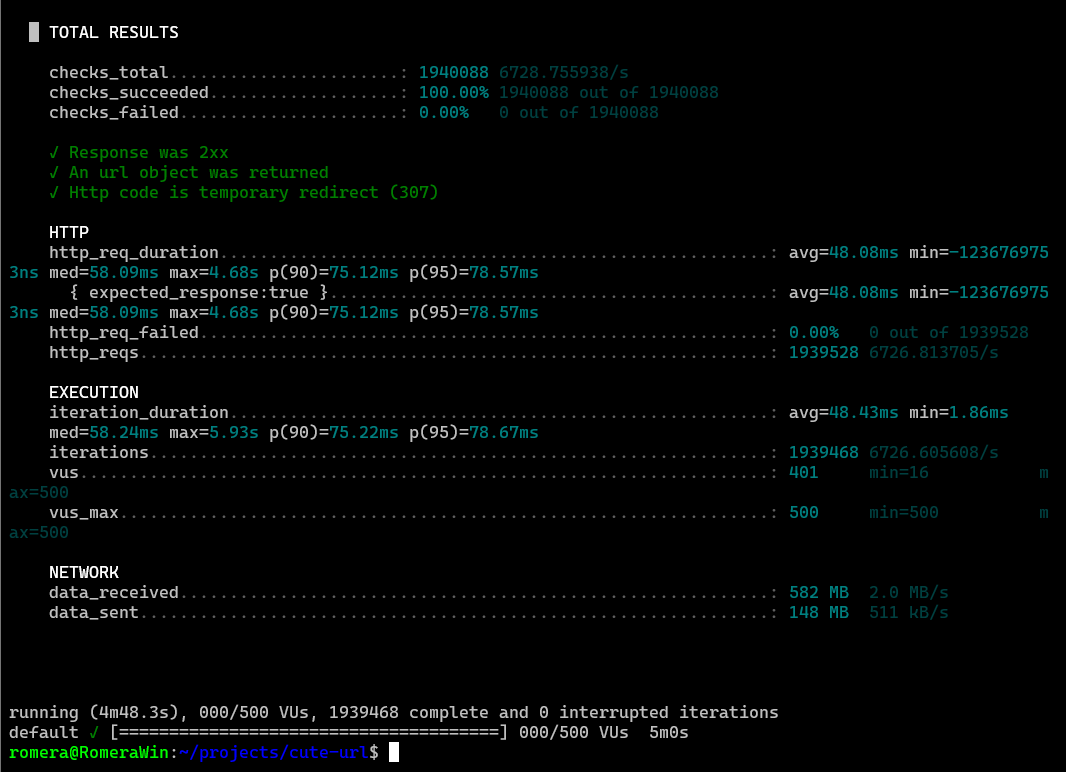 TOTAL RESULTS
checks_total.......................: 1940088 6728.755938/s
checks_succeeded...................: 100.00% 1940088 out of 1940088
checks_failed......................: 0.00%   0 out of 1940088
✓ Response was 2xx
✓ An url object was returned
✓ Http code is temporary redirect (307)
HTTP
http_req_duration.......................................................: avg=48.08ms min=-123676975
3ns med=58.09ms max=4.68s p(90)=75.12ms p(95)=78.57ms
{ expected_response:true }............................................: avg=48.08ms min=-123676975
3ns med=58.09ms max=4.68s p(90)=75.12ms p(95)=78.57ms
http_req_failed.........................................................: 0.00%   0 out of 1939528
http_reqs...............................................................: 1939528 6726.813705/s
EXECUTION
iteration_duration......................................................: avg=48.43ms min=1.86ms
med=58.24ms max=5.93s p(90)=75.22ms p(95)=78.67ms
iterations..............................................................: 1939468 6726.605608/s
vus.....................................................................: 401     min=16           m
ax=500
vus_max.................................................................: 500     min=500          m
ax=500
NETWORK
data_received...........................................................: 582 MB  2.0 MB/s
data_sent...............................................................: 148 MB  511 kB/s
running (4m48.3s), 000/500 VUs, 1939468 complete and 0 interrupted iterations
default ✓ [======================================] 000/500 VUs  5m0s
romera@RomeraWin:~/projects/cute-url$